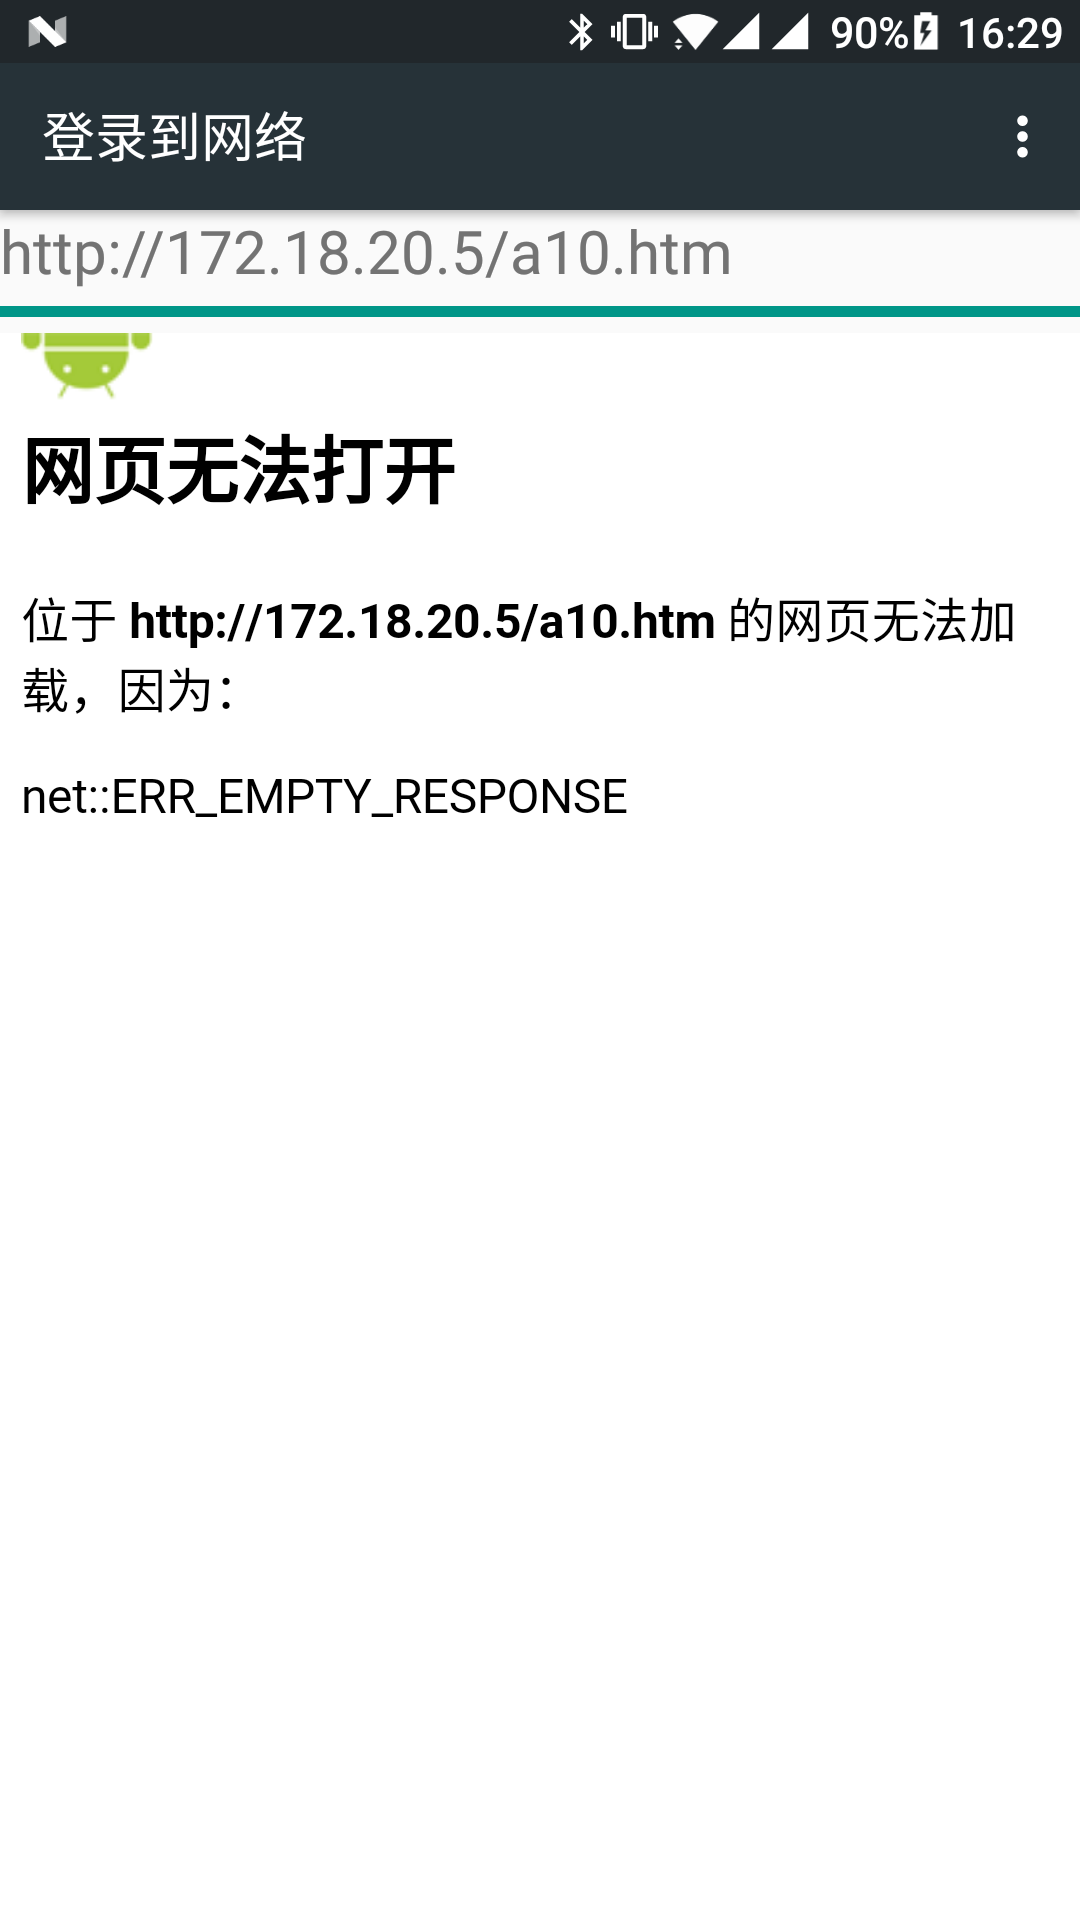 90% 16:29
登录到网络
http://172.18.20.5/a10.htm
网页无法打开
位于 http://172.18.20.5/a10.htm 的网页无法加
载，因为：
net::ERR_EMPTY_RESPONSE